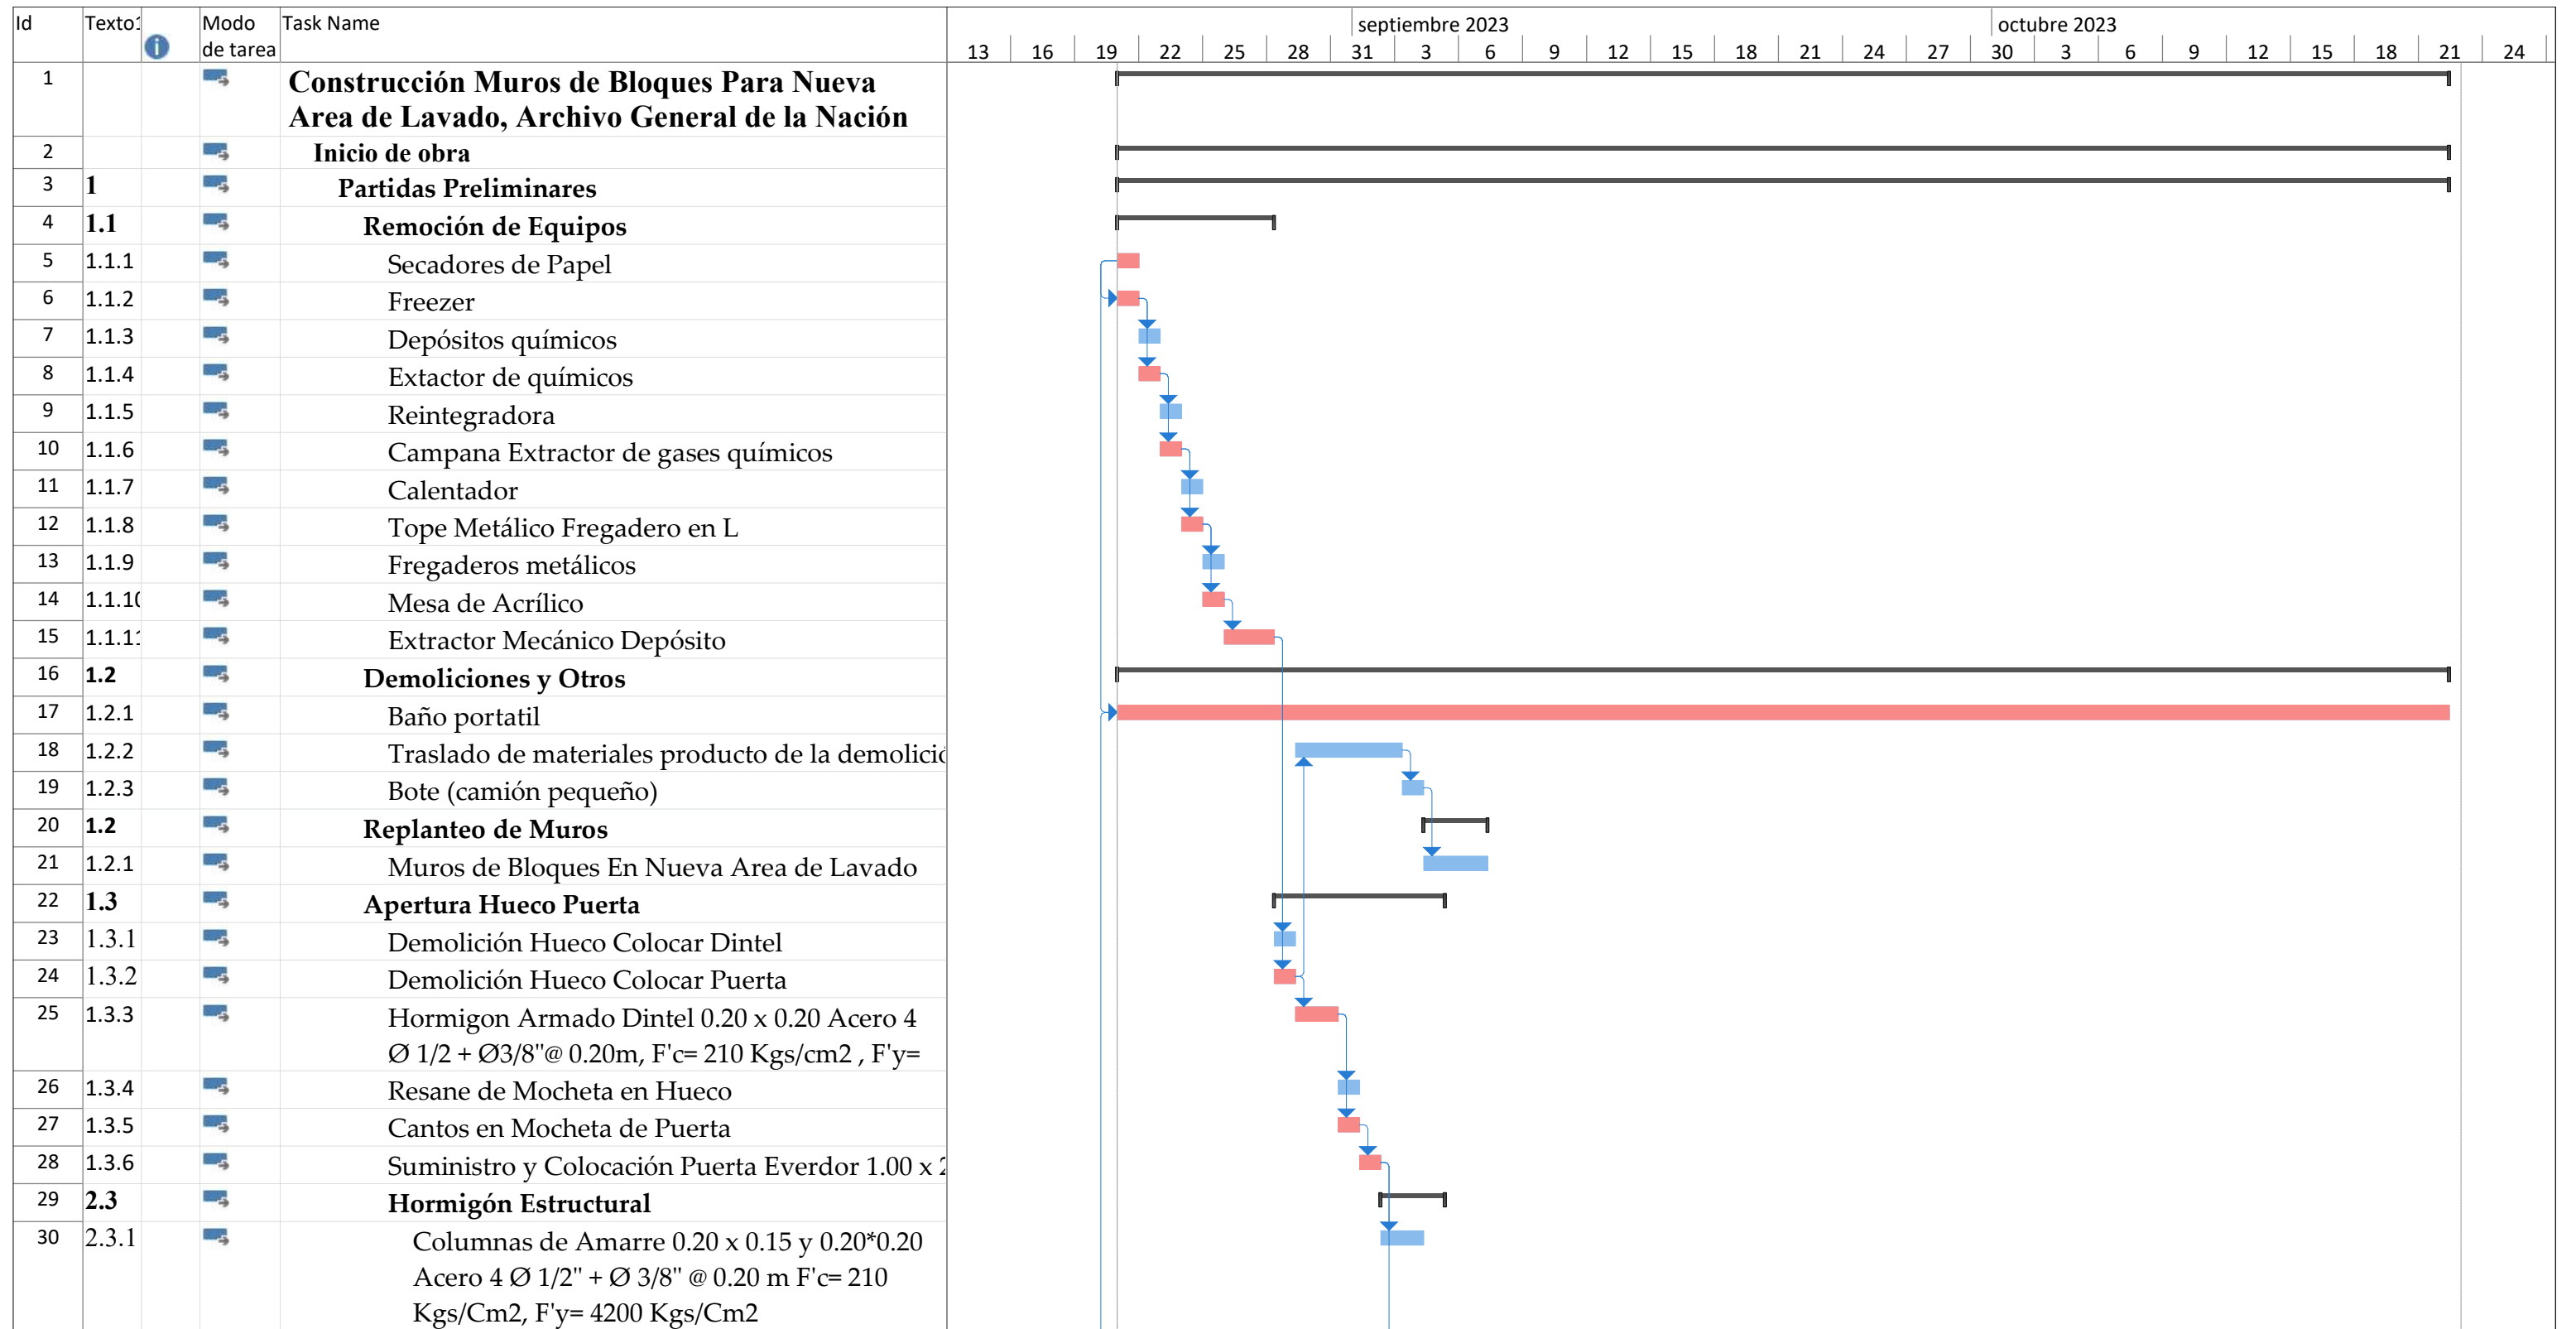 Id Texto1 Modo de tarea Task Name
septiembre 2023 octubre 2023
13 16 19 22 25 28 31 3 6 9 12 15 18 21 24 27 30 3 6 9 12 15 18 21 24
1 Construcción Muros de Bloques Para Nueva
Area de Lavado, Archivo General de la Nación
2 Inicio de obra
3 1 Partidas Preliminares
4 1.1 Remoción de Equipos
5 1.1.1 Secadores de Papel
6 1.1.2 Freezer
7 1.1.3 Depósitos químicos
8 1.1.4 Extactor de químicos
9 1.1.5 Reintegradora
10 1.1.6 Campana Extractor de gases químicos
11 1.1.7 Calentador
12 1.1.8 Tope Metálico Fregadero en L
13 1.1.9 Fregaderos metálicos
14 1.1.10 Mesa de Acrílico
15 1.1.11 Extractor Mecánico Depósito
16 1.2 Demoliciones y Otros
17 1.2.1 Baño portatil
18 1.2.2 Traslado de materiales producto de la demolició
19 1.2.3 Bote (camión pequeño)
20 1.2 Replanteo de Muros
21 1.2.1 Muros de Bloques En Nueva Area de Lavado
22 1.3 Apertura Hueco Puerta
23 1.3.1 Demolición Hueco Colocar Dintel
24 1.3.2 Demolición Hueco Colocar Puerta
25 1.3.3 Hormigon Armado Dintel 0.20 x 0.20 Acero 4
Ø 1/2 + Ø3/8"@ 0.20m, F'c= 210 Kgs/cm2 , F'y=
26 1.3.4 Resane de Mocheta en Hueco
27 1.3.5 Cantos en Mocheta de Puerta
28 1.3.6 Suministro y Colocación Puerta Everdor 1.00 x 2
29 2.3 Hormigón Estructural
30 2.3.1 Columnas de Amarre 0.20 x 0.15 y 0.20*0.20
Acero 4 Ø 1/2" + Ø 3/8" @ 0.20 m F'c= 210
Kgs/Cm2, F'y= 4200 Kgs/Cm2